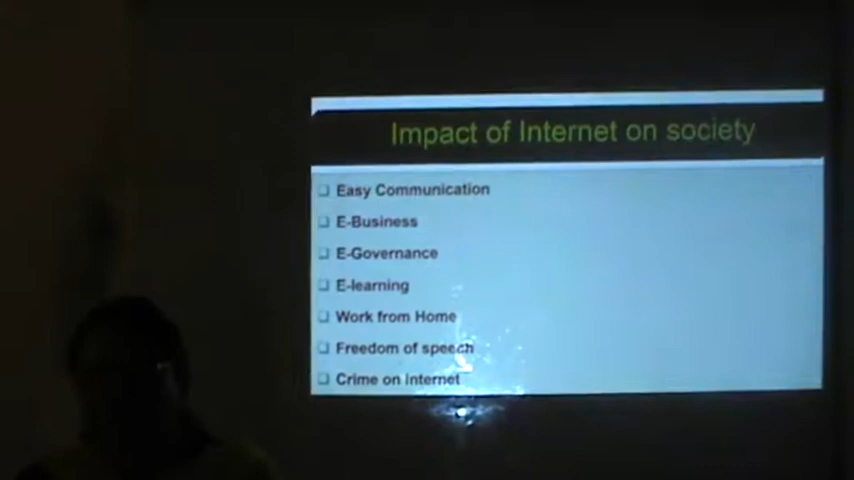 Impact of Internet on society
Easy Communication
E-Business
E-Governance
E-learning
Work from Home
Freedom of speech
Crime on Internet